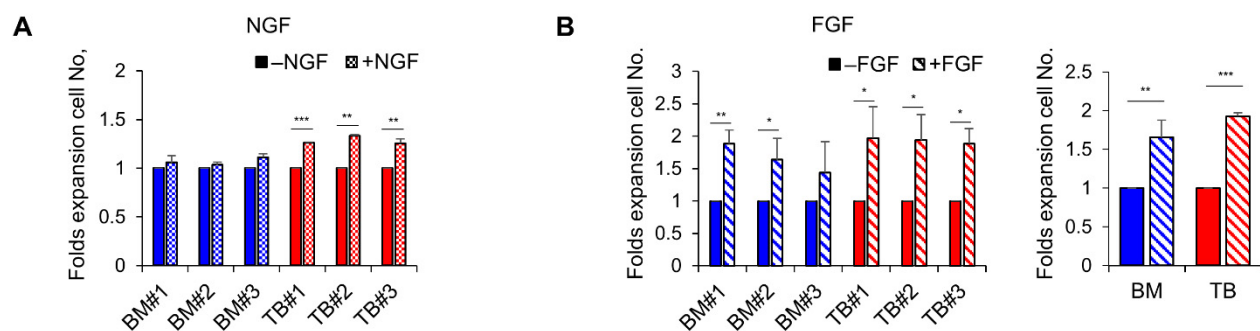 A
NGF
–NGF +NGF
Folds expansion cell No,
2
1.5
1
0.5
0
*** ** **
BM#1 BM#2 BM#3 TB#1 TB#2 TB#3
B
FGF
–FGF +FGF
Folds expansion cell No.
3
2.5
2
1.5
1
0.5
0
** * * * *
BM#1 BM#2 BM#3 TB#1 TB#2 TB#3
Folds expansion cell No.
2.5
2
1.5
1
0.5
0
** ***
BM TB